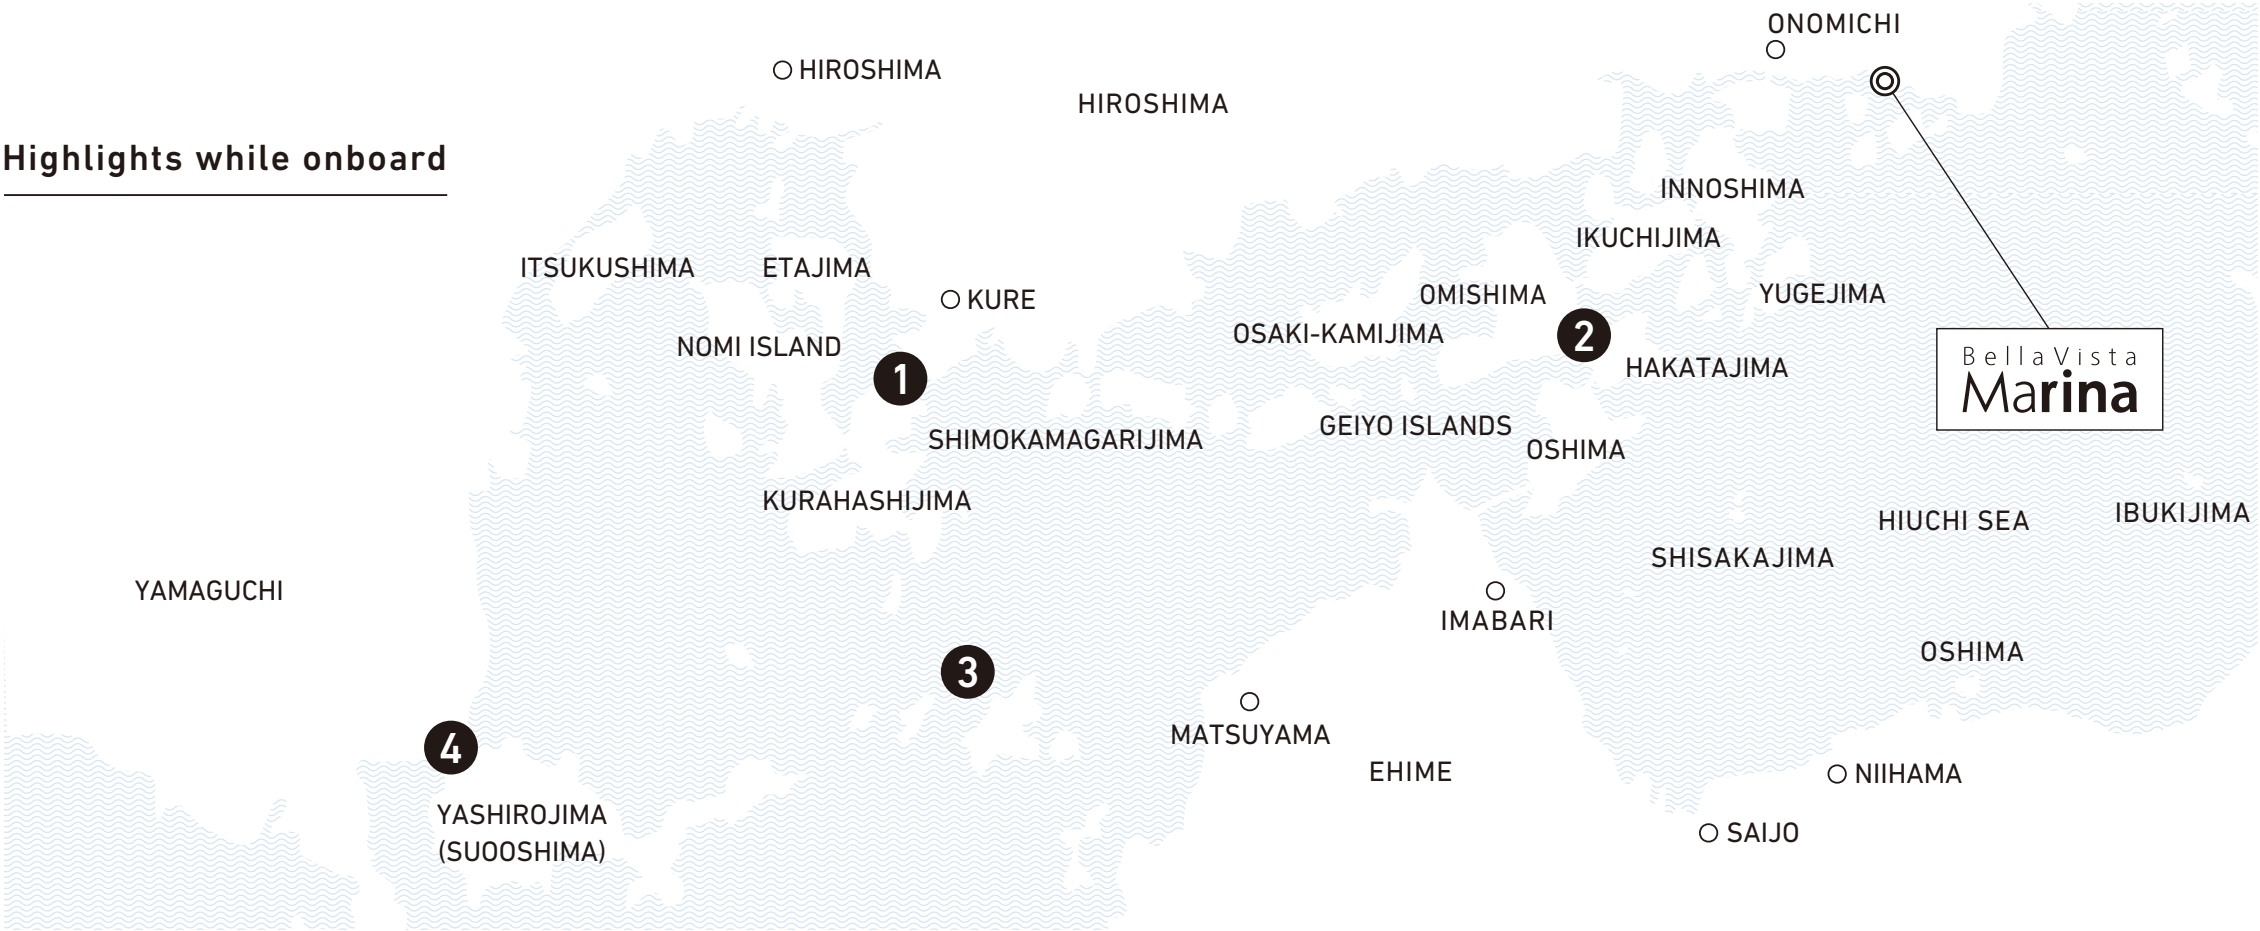 ONOMICHI
HIROSHIMA
HIROSHIMA
Highlights while onboard
INNOSHIMA
IKUCHIJIMA
ITSUKUSHIMA
ETAJIMA
OMISHIMA
YUGEJIMA
KURE
OSAKI-KAMIJIMA
2
NOMI ISLAND
BellaVista
Marina
HAKATAJIMA
1
GEIYO ISLANDS
SHIMOKAMAGARIJIMA
OSHIMA
KURAHASHIJIMA
IBUKIJIMA
HIUCHI SEA
SHISAKAJIMA
YAMAGUCHI
IMABARI
OSHIMA
3
MATSUYAMA
4
EHIME
NIIHAMA
YASHIROJIMA
(SUOOSHIMA)
SAIJO